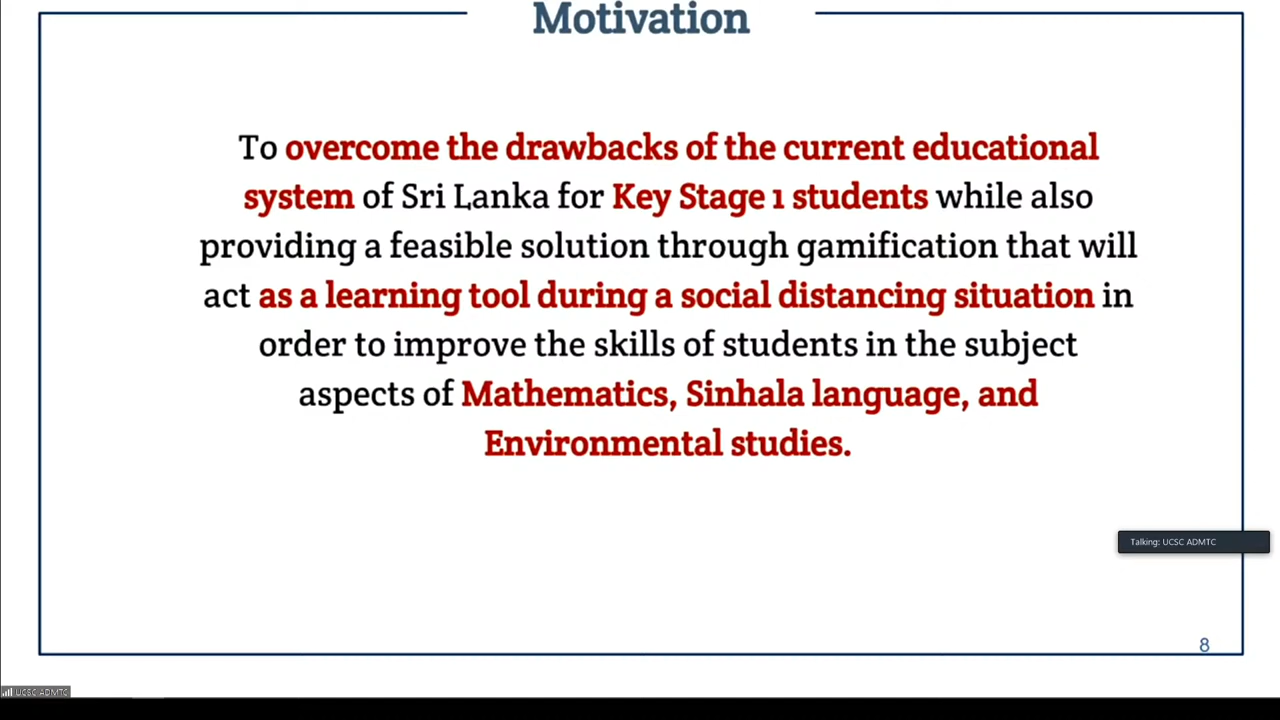 Motivation
To overcome the drawbacks of the current educational
system of Sri Lanka for Key Stage 1 students while also
providing a feasible solution through gamification that will
act as a learning tool during a social distancing situation in
order to improve the skills of students in the subject
aspects of Mathematics, Sinhala language, and
Environmental studies.
Talking: UCSC ADMTC
8
UCSC ADMTC